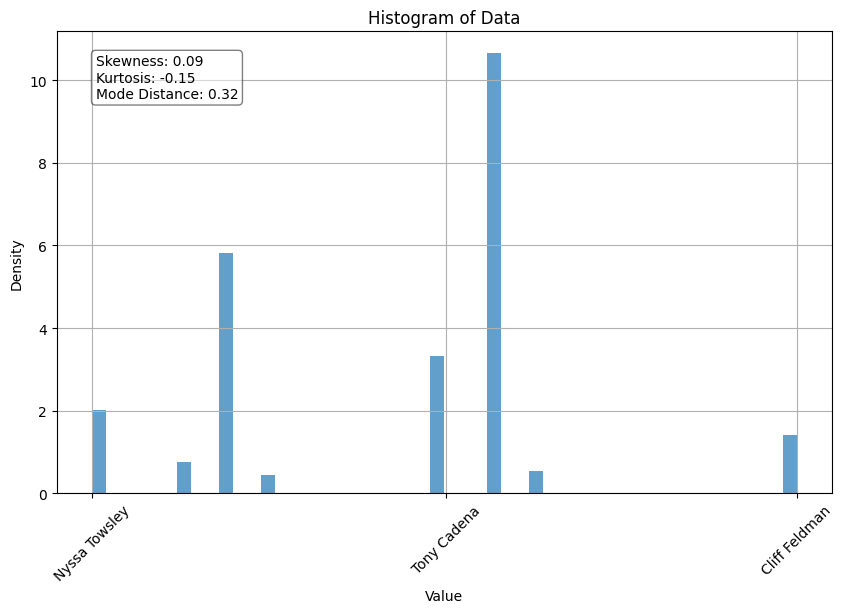 Histogram of Data
Skewness: 0.09
Kurtosis: -0.15
Mode Distance: 0.32
Density
10
8
6
4
2
0
Nyssa Towsley
Tony Cadena
Cliff Feldman
Value